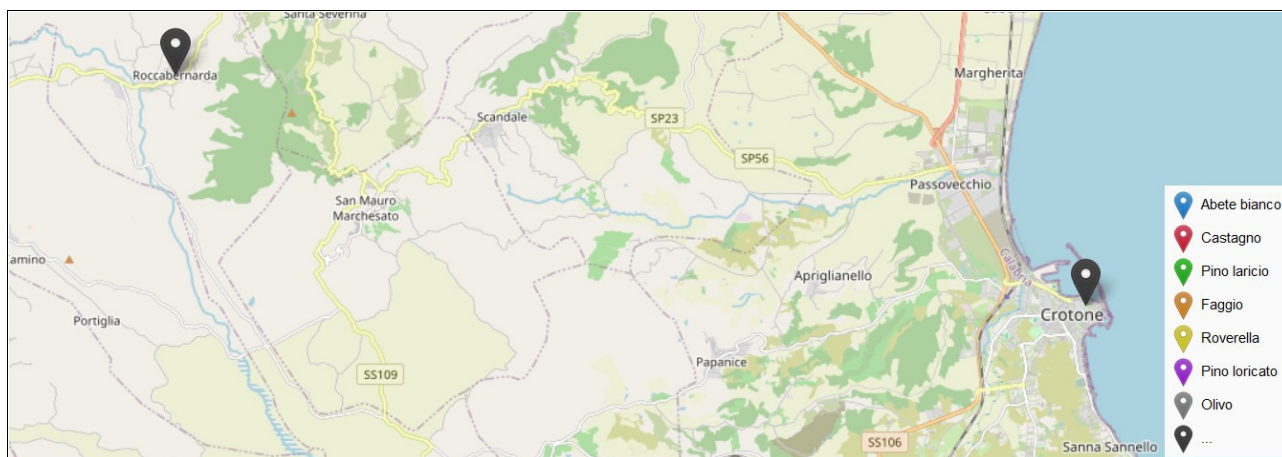 Santa Severina
Roccabernarda
Margherita
Scandale
SP23
SP56
Passovecchio
San Mauro
Marchesato
Calabria
Apriglianello
Crotone
Portiglia
Papanice
SS109
SS106
Sanna Sannello
Abete bianco
Castagno
Pino laricio
Faggio
Roverella
Pino loricato
Olivo
...